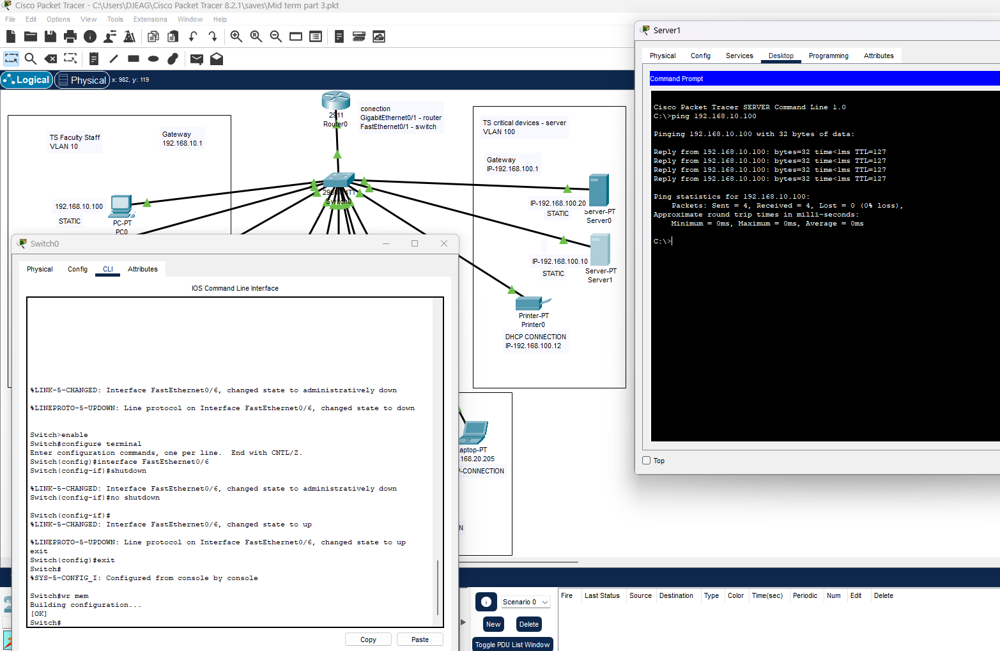 Cisco Packet Tracer - C:\Users\DJEAG\Cisco Packet Tracer 8.2.1\saves\Mid term part 3.pkt
File Edit Options View Tools Extensions Window Help
Logical Physical x: 982, y: 119
2911
Router0
conection
GigabitEthernet0/1 - router
FastEthernet0/1 - switch
TS Faculty Staff
VLAN 10
Gateway
192.168.10.1
192.168.10.100
STATIC
PC-PT
PC0
Switch0
TS critical devices - server
VLAN 100
Gateway
IP-192.168.100.1
IP-192.168.100.20
STATIC
Server-PT
Server0
IP-192.168.100.10
STATIC
Server-PT
Server1
Printer-PT
Printer0
DHCP CONNECTION
IP-192.168.100.12
aptop-PT
.168.20.205
P-CONNECTION
N
Switch0
Physical Config CLI Attributes
IOS Command Line Interface
%LINK-5-CHANGED: Interface FastEthernet0/6, changed state to administratively down
%LINEPROTO-5-UPDOWN: Line protocol on Interface FastEthernet0/6, changed state to down
Switch>enable
Switch#configure terminal
Enter configuration commands, one per line. End with CNTL/Z.
Switch(config)#interface FastEthernet0/6
Switch(config-if)#shutdown
%LINK-5-CHANGED: Interface FastEthernet0/6, changed state to administratively down
Switch(config-if)#no shutdown
Switch(config-if)#
%LINK-5-CHANGED: Interface FastEthernet0/6, changed state to up
%LINEPROTO-5-UPDOWN: Line protocol on Interface FastEthernet0/6, changed state to up
exit
Switch(config)#exit
Switch#
%SYS-5-CONFIG_I: Configured from console by console
Switch#wr mem
Building configuration...
[OK]
Switch#
Copy Paste
Server1
Physical Config Services Desktop Programming Attributes
Command Prompt
Cisco Packet Tracer SERVER Command Line 1.0
C:\>ping 192.168.10.100
Pinging 192.168.10.100 with 32 bytes of data:
Reply from 192.168.10.100: bytes=32 time<1ms TTL=127
Reply from 192.168.10.100: bytes=32 time<1ms TTL=127
Reply from 192.168.10.100: bytes=32 time<1ms TTL=127
Reply from 192.168.10.100: bytes=32 time<1ms TTL=127
Ping statistics for 192.168.10.100:
Packets: Sent = 4, Received = 4, Lost = 0 (0% loss),
Approximate round trip times in milli-seconds:
Minimum = 0ms, Maximum = 0ms, Average = 0ms
C:\>
Top
Scenario 0
New Delete
Toggle PDU List Window
Fire Last Status Source Destination Type Color Time(sec) Periodic Num Edit Delete